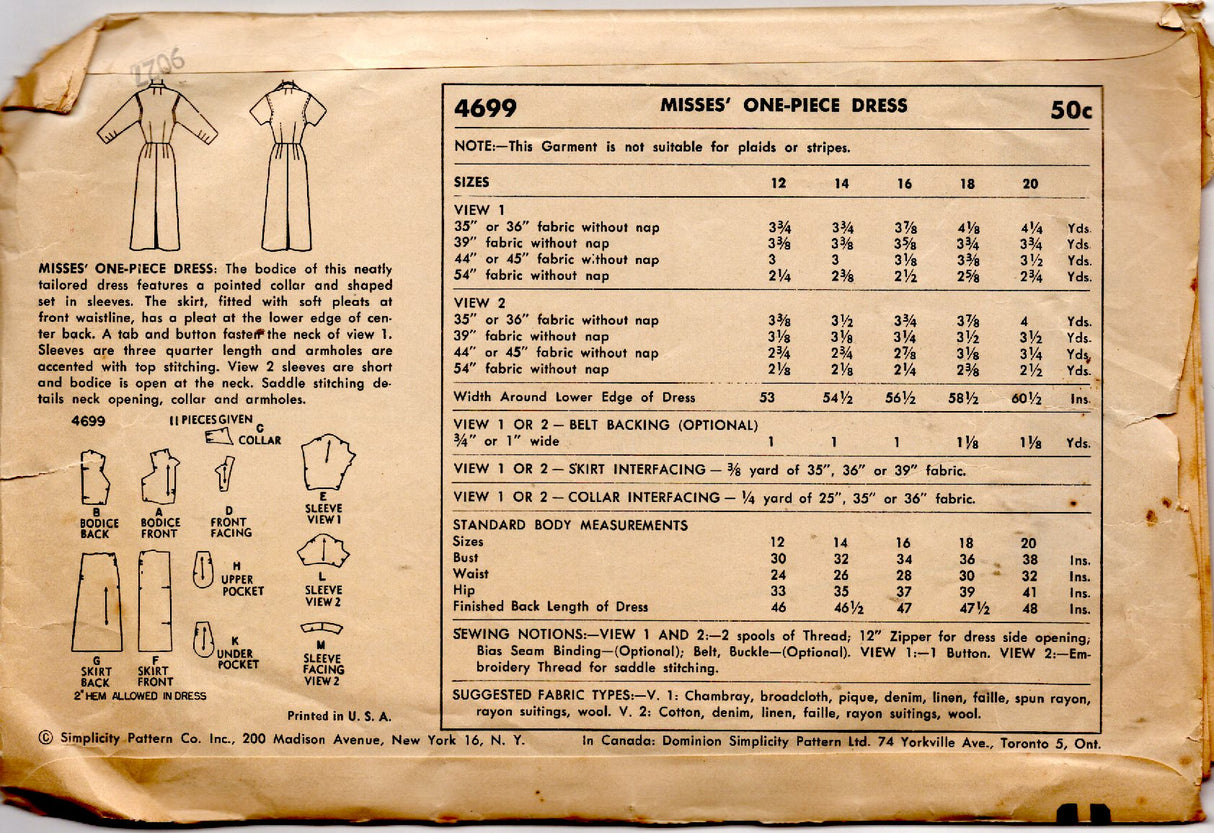 2706
4699 MISSES' ONE-PIECE DRESS 50c
NOTE:—This Garment is not suitable for plaids or stripes.
SIZES 12 14 16 18 20
VIEW 1
35" or 36" fabric without nap 3¾ 3¾ 3⅞ 4⅛ 4¼ Yds.
39" fabric without nap 3⅜ 3⅜ 3⅝ 3¾ 3¾ Yds.
44" or 45" fabric without nap 3 3 3⅛ 3⅜ 3½ Yds.
54" fabric without nap 2¼ 2⅜ 2½ 2⅝ 2¾ Yds.
VIEW 2
35" or 36" fabric without nap 3⅜ 3½ 3¾ 3⅞ 4 Yds.
39" fabric without nap 3⅛ 3⅛ 3¼ 3½ 3½ Yds.
44" or 45" fabric without nap 2¾ 2¾ 2⅞ 3⅛ 3¼ Yds.
54" fabric without nap 2⅛ 2⅛ 2¼ 2⅜ 2½ Yds.
Width Around Lower Edge of Dress 53 54½ 56½ 58½ 60½ Ins.
VIEW 1 OR 2 — BELT BACKING (OPTIONAL)
¾" or 1" wide 1 1 1 1⅛ 1⅛ Yds.
VIEW 1 OR 2 — SKIRT INTERFACING — ⅜ yard of 35", 36" or 39" fabric.
VIEW 1 OR 2 — COLLAR INTERFACING — ¼ yard of 25", 35" or 36" fabric.
STANDARD BODY MEASUREMENTS
Sizes 12 14 16 18 20
Bust 30 32 34 36 38 Ins.
Waist 24 26 28 30 32 Ins.
Hip 33 35 37 39 41 Ins.
Finished Back Length of Dress 46 46½ 47 47½ 48 Ins.
SEWING NOTIONS:—VIEW 1 AND 2:—2 spools of Thread; 12" Zipper for dress side opening;
Bias Seam Binding—(Optional); Belt, Buckle—(Optional). VIEW 1:—1 Button. VIEW 2:—Em-
broidery Thread for saddle stitching.
SUGGESTED FABRIC TYPES:—V. 1: Chambray, broadcloth, pique, denim, linen, faille, spun rayon,
rayon suitings, wool. V. 2: Cotton, denim, linen, faille, rayon suitings, wool.
MISSES' ONE-PIECE DRESS: The bodice of this neatly
tailored dress features a pointed collar and shaped
set in sleeves. The skirt, fitted with soft pleats at
front waistline, has a pleat at the lower edge of cen-
ter back. A tab and button fasten the neck of view 1.
Sleeves are three quarter length and armholes are
accented with top stitching. View 2 sleeves are short
and bodice is open at the neck. Saddle stitching de-
tails neck opening, collar and armholes.
4699 11 PIECES GIVEN
G
COLLAR
B
BODICE
BACK
A
BODICE
FRONT
D
FRONT
FACING
E
SLEEVE
VIEW 1
H
UPPER
POCKET
L
SLEEVE
VIEW 2
K
UNDER
POCKET
M
SLEEVE
FACING
VIEW 2
G
SKIRT
BACK
F
SKIRT
FRONT
2" HEM ALLOWED IN DRESS
Printed in U. S. A.
© Simplicity Pattern Co. Inc., 200 Madison Avenue, New York 16, N. Y. In Canada: Dominion Simplicity Pattern Ltd. 74 Yorkville Ave., Toronto 5, Ont.